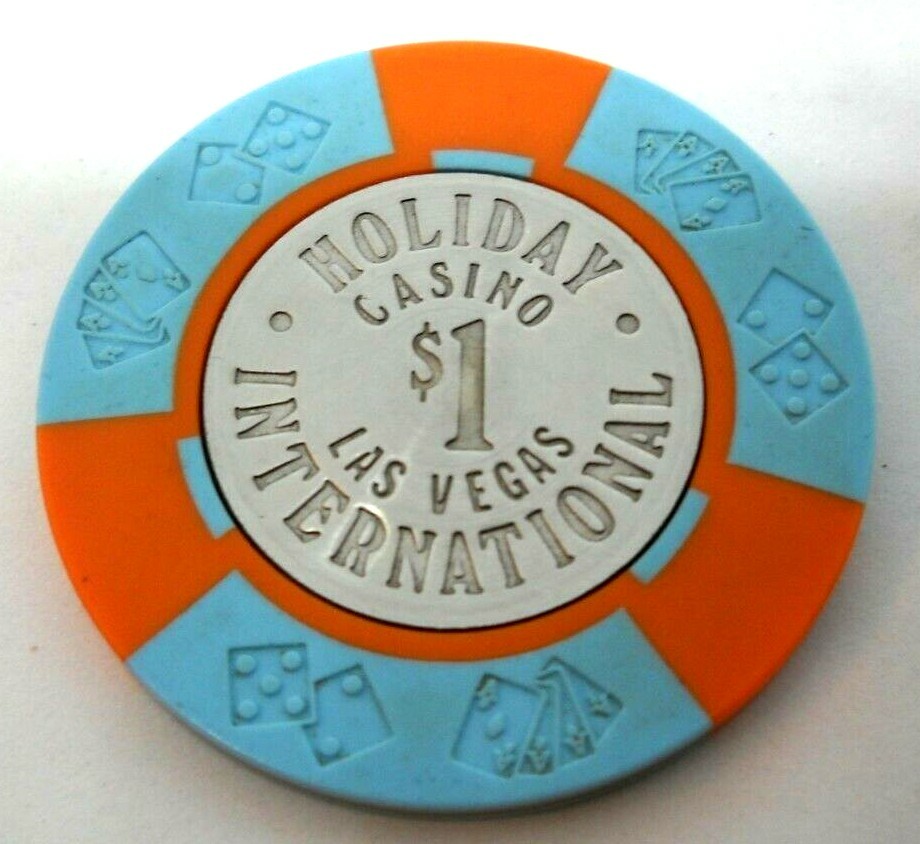 HOLIDAY
CASINO
$1
LAS VEGAS
INTERNATIONAL